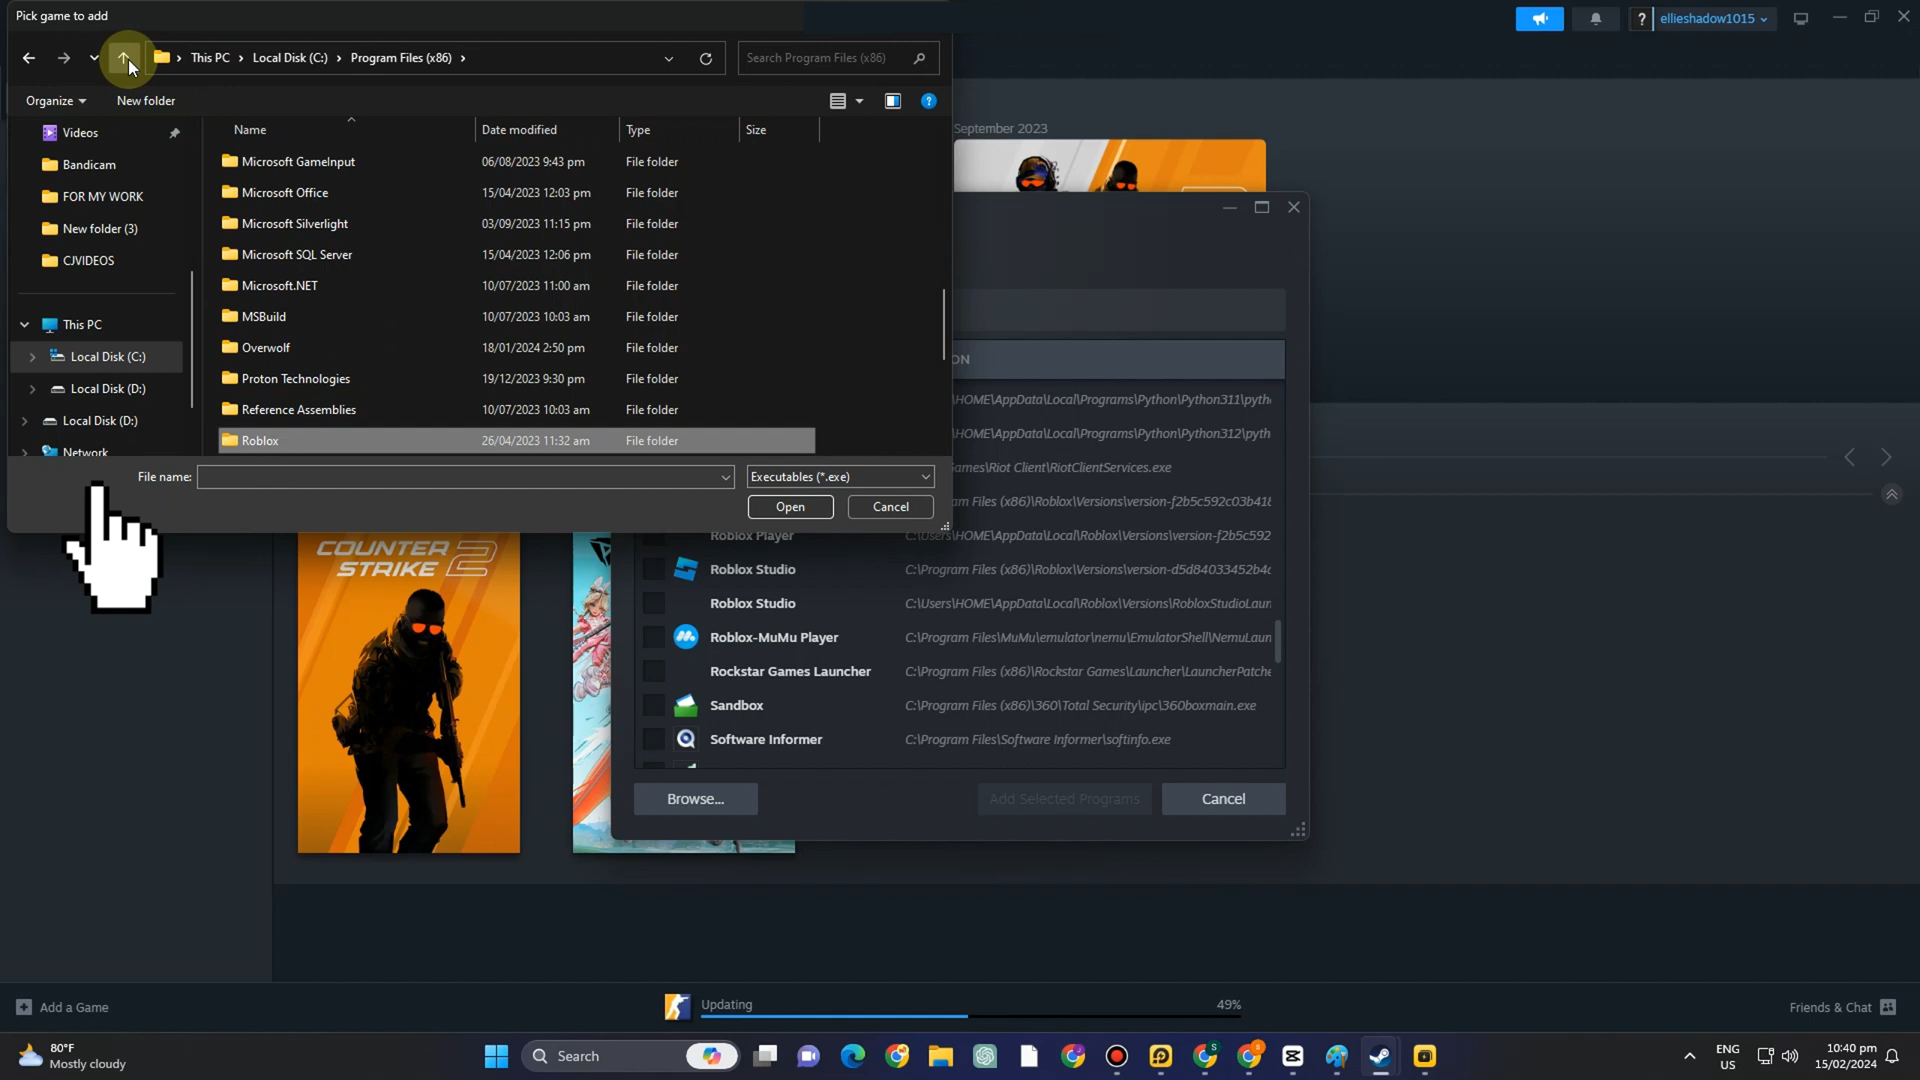 Pick game to add
ellieshadow1015
?
This PC > Local Disk (C:) > Program Files (x86) >
Search Program Files (x86)
Organize
New folder
?
Name
Date modified
Type
Size
Videos
Bandicam
FOR MY WORK
New folder (3)
CJVIDEOS
This PC
Local Disk (C:)
Local Disk (D:)
Local Disk (D:)
Network
Microsoft GameInput 06/08/2023 9:43 pm File folder
Microsoft Office 15/04/2023 12:03 pm File folder
Microsoft Silverlight 03/09/2023 11:15 pm File folder
Microsoft SQL Server 15/04/2023 12:06 pm File folder
Microsoft.NET 10/07/2023 11:00 am File folder
MSBuild 10/07/2023 10:03 am File folder
Overwolf 18/01/2024 2:50 pm File folder
Proton Technologies 19/12/2023 9:30 pm File folder
Reference Assemblies 10/07/2023 10:03 am File folder
Roblox 26/04/2023 11:32 am File folder
File name:
Executables (*.exe)
Open
Cancel
September 2023
ON
\HOME\AppData\Local\Programs\Python\Python311\pyth
\HOME\AppData\Local\Programs\Python\Python312\pyth
ames\Riot Client\RiotClientServices.exe
am Files (x86)\Roblox\Versions\version-f2b5c592c03b418
Roblox Player C:\Users\HOME\AppData\Local\Roblox\Versions\version-f2b5c592
Roblox Studio C:\Program Files (x86)\Roblox\Versions\version-d5d84033452b4c
Roblox Studio C:\Users\HOME\AppData\Local\Roblox\Versions\RobloxStudioLaun
Roblox-MuMu Player C:\Program Files\MuMu\emulator\nemu\EmulatorShell\NemuLaun
Rockstar Games Launcher C:\Program Files (x86)\Rockstar Games\Launcher\LauncherPatche
Sandbox C:\Program Files (x86)\360\Total Security\ipc\360boxmain.exe
Software Informer C:\Program Files\Software Informer\softinfo.exe
Browse...
Add Selected Programs
Cancel
COUNTER
STRIKE 2
Add a Game
Updating
49%
Friends & Chat
80°F
Mostly cloudy
Search
ENG
US
10:40 pm
15/02/2024